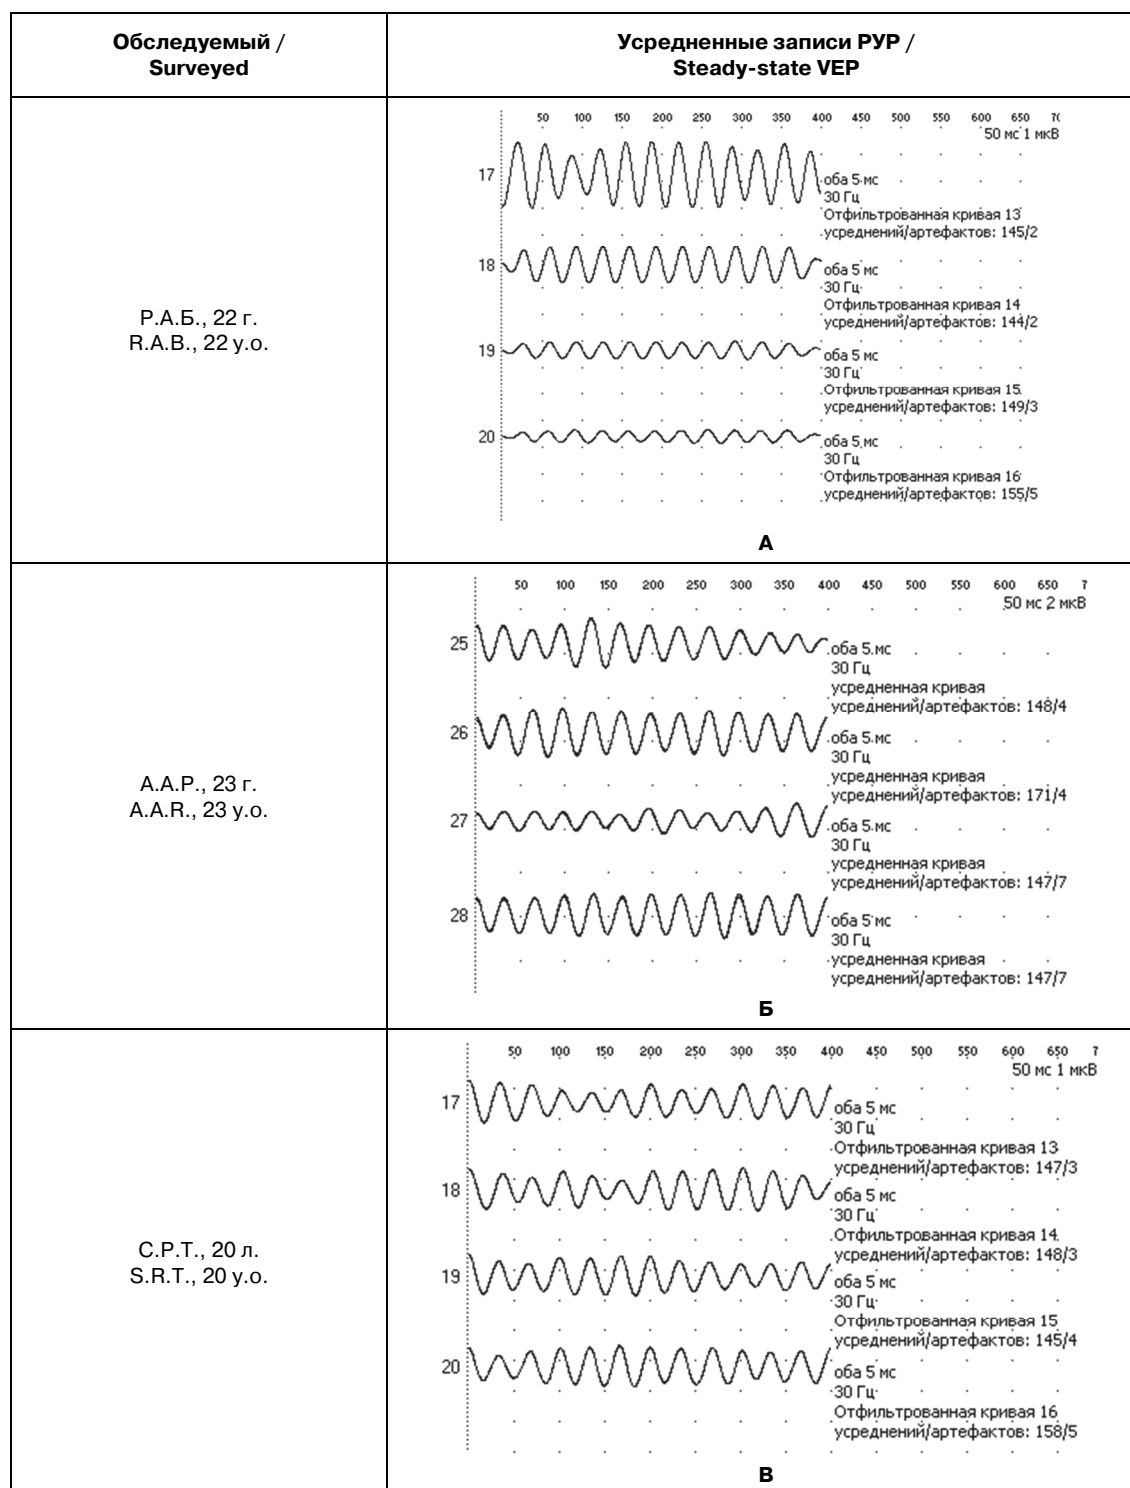 Обследуемый /
Surveyed
Усредненные записи РУР /
Steady-state VEP
Р.А.Б., 22 г.
R.A.B., 22 y.o.
50 100 150 200 250 300 350 400 450 500 550 600 650 70
50 мс 1 мкВ
17
оба 5 мс
30 Гц
Отфильтрованная кривая 13
усреднений/артефактов: 145/2
18
оба 5 мс
30 Гц
Отфильтрованная кривая 14
усреднений/артефактов: 144/2
19
оба 5 мс
30 Гц
Отфильтрованная кривая 15
усреднений/артефактов: 149/3
20
оба 5 мс
30 Гц
Отфильтрованная кривая 16
усреднений/артефактов: 155/5
А
А.А.Р., 23 г.
A.A.R., 23 y.o.
50 100 150 200 250 300 350 400 450 500 550 600 650 7
50 мс 2 мкВ
25
оба 5 мс
30 Гц
усредненная кривая
усреднений/артефактов: 148/4
26
оба 5 мс
30 Гц
усредненная кривая
усреднений/артефактов: 171/4
27
оба 5 мс
30 Гц
усредненная кривая
усреднений/артефактов: 147/7
28
оба 5 мс
30 Гц
усредненная кривая
усреднений/артефактов: 147/7
Б
С.Р.Т., 20 л.
S.R.T., 20 y.o.
50 100 150 200 250 300 350 400 450 500 550 600 650 7
50 мс 1 мкВ
17
оба 5 мс
30 Гц
Отфильтрованная кривая 13
усреднений/артефактов: 147/3
18
оба 5 мс
30 Гц
Отфильтрованная кривая 14
усреднений/артефактов: 148/3
19
оба 5 мс
30 Гц
Отфильтрованная кривая 15
усреднений/артефактов: 145/4
20
оба 5 мс
30 Гц
Отфильтрованная кривая 16
усреднений/артефактов: 158/5
В